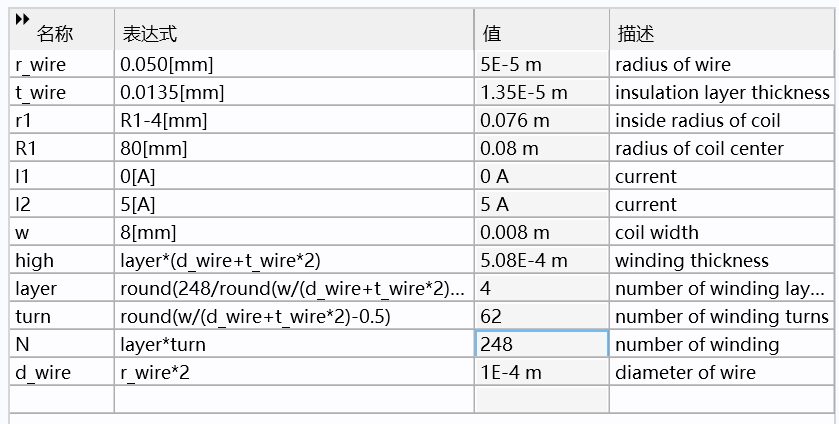 名称 表达式 值 描述
r_wire 0.050[mm] 5E-5 m radius of wire
t_wire 0.0135[mm] 1.35E-5 m insulation layer thickness
r1 R1-4[mm] 0.076 m inside radius of coil
R1 80[mm] 0.08 m radius of coil center
I1 0[A] 0 A current
I2 5[A] 5 A current
w 8[mm] 0.008 m coil width
high layer*(d_wire+t_wire*2) 5.08E-4 m winding thickness
layer round(248/round(w/(d_wire+t_wire*2)... 4 number of winding lay...
turn round(w/(d_wire+t_wire*2)-0.5) 62 number of winding turns
N layer*turn 248 number of winding
d_wire r_wire*2 1E-4 m diameter of wire